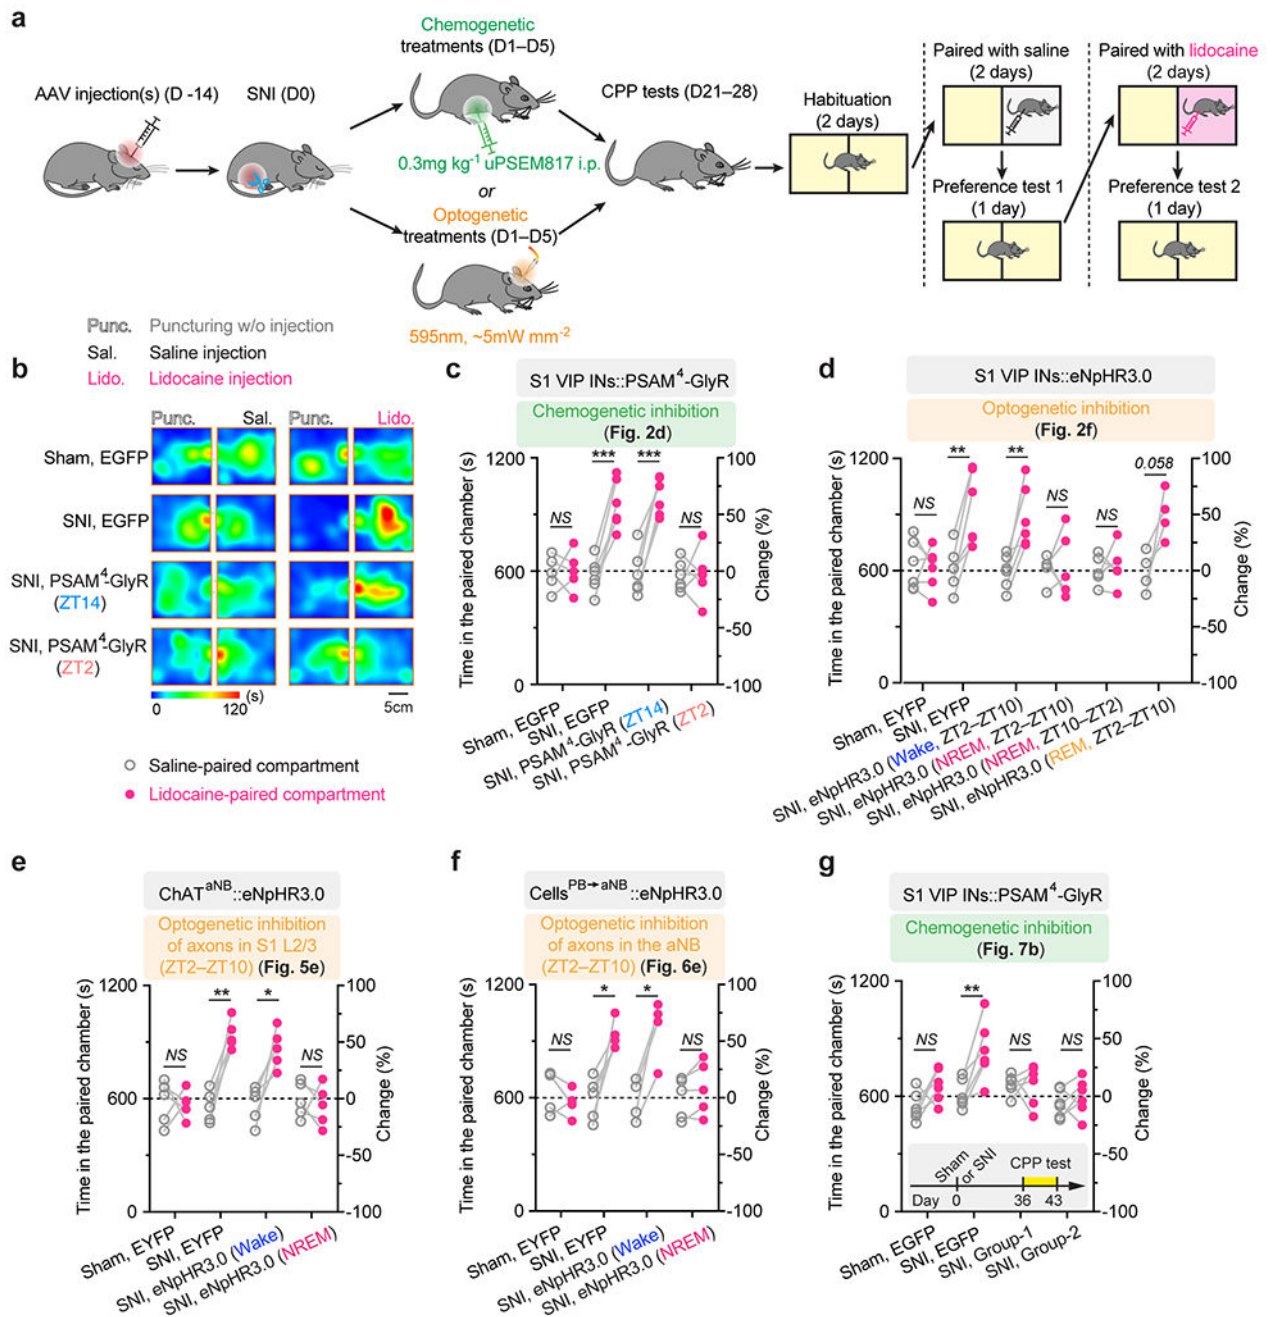 a
Chemogenetic
treatments (D1–D5)
AAV injection(s) (D -14)
SNI (D0)
0.3mg kg-1 uPSEM817 i.p.
or
Optogenetic
treatments (D1–D5)
595nm, ~5mW mm-2
CPP tests (D21–28)
Habituation
(2 days)
Paired with saline
(2 days)
Preference test 1
(1 day)
Paired with lidocaine
(2 days)
Preference test 2
(1 day)
Punc. Puncturing w/o injection
Sal. Saline injection
Lido. Lidocaine injection
b
Punc. Sal. Punc. Lido.
Sham, EGFP
SNI, EGFP
SNI, PSAM4-GlyR
(ZT14)
SNI, PSAM4-GlyR
(ZT2)
0 120 (s)
5cm
Saline-paired compartment
Lidocaine-paired compartment
c
S1 VIP INs::PSAM4-GlyR
Chemogenetic inhibition
(Fig. 2d)
Time in the paired chamber (s)
1200
600
0
NS *** *** NS
100
50
0
-50
-100
Change (%)
Sham, EGFP
SNI, EGFP
SNI, PSAM4-GlyR (ZT14)
SNI, PSAM4-GlyR (ZT2)
d
S1 VIP INs::eNpHR3.0
Optogenetic inhibition
(Fig. 2f)
Time in the paired chamber (s)
1200
600
0
NS ** ** NS NS 0.058
100
50
0
-50
-100
Change (%)
Sham, EYFP
SNI, EYFP
SNI, eNpHR3.0 (Wake, ZT2–ZT10)
SNI, eNpHR3.0 (NREM, ZT2–ZT10)
SNI, eNpHR3.0 (NREM, ZT10–ZT2)
SNI, eNpHR3.0 (REM, ZT2–ZT10)
e
ChATaNB::eNpHR3.0
Optogenetic inhibition
of axons in S1 L2/3
(ZT2–ZT10) (Fig. 5e)
Time in the paired chamber (s)
1200
600
0
NS ** * NS
100
50
0
-50
-100
Change (%)
Sham, EYFP
SNI, EYFP
SNI, eNpHR3.0 (Wake)
SNI, eNpHR3.0 (NREM)
f
CellsPB→aNB::eNpHR3.0
Optogenetic inhibition
of axons in the aNB
(ZT2–ZT10) (Fig. 6e)
Time in the paired chamber (s)
1200
600
0
NS * * NS
100
50
0
-50
-100
Change (%)
Sham, EYFP
SNI, EYFP
SNI, eNpHR3.0 (Wake)
SNI, eNpHR3.0 (NREM)
g
S1 VIP INs::PSAM4-GlyR
Chemogenetic inhibition
(Fig. 7b)
Time in the paired chamber (s)
1200
600
0
NS ** NS NS
100
50
0
-50
-100
Change (%)
Sham
or SNI
CPP test
Day 0 36 43
Sham, EGFP
SNI, EGFP
SNI, Group-1
SNI, Group-2